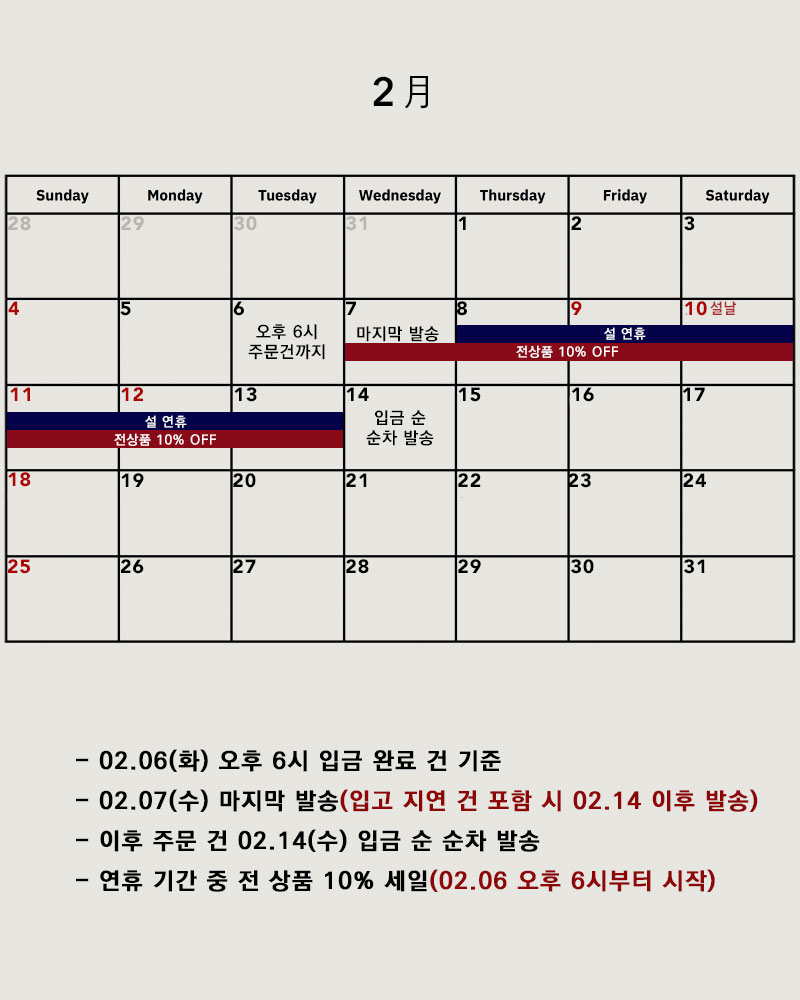 2 月
Sunday Monday Tuesday Wednesday Thursday Friday Saturday
28 29 30 31 1 2 3
4 5 6 7 8 9 10 설날
오후 6시
주문건까지
마지막 발송
설 연휴
전상품 10% OFF
11 12 13 14 15 16 17
설 연휴
전상품 10% OFF
입금 순
순차 발송
18 19 20 21 22 23 24
25 26 27 28 29 30 31
- 02.06(화) 오후 6시 입금 완료 건 기준
- 02.07(수) 마지막 발송(입고 지연 건 포함 시 02.14 이후 발송)
- 이후 주문 건 02.14(수) 입금 순 순차 발송
- 연휴 기간 중 전 상품 10% 세일(02.06 오후 6시부터 시작)